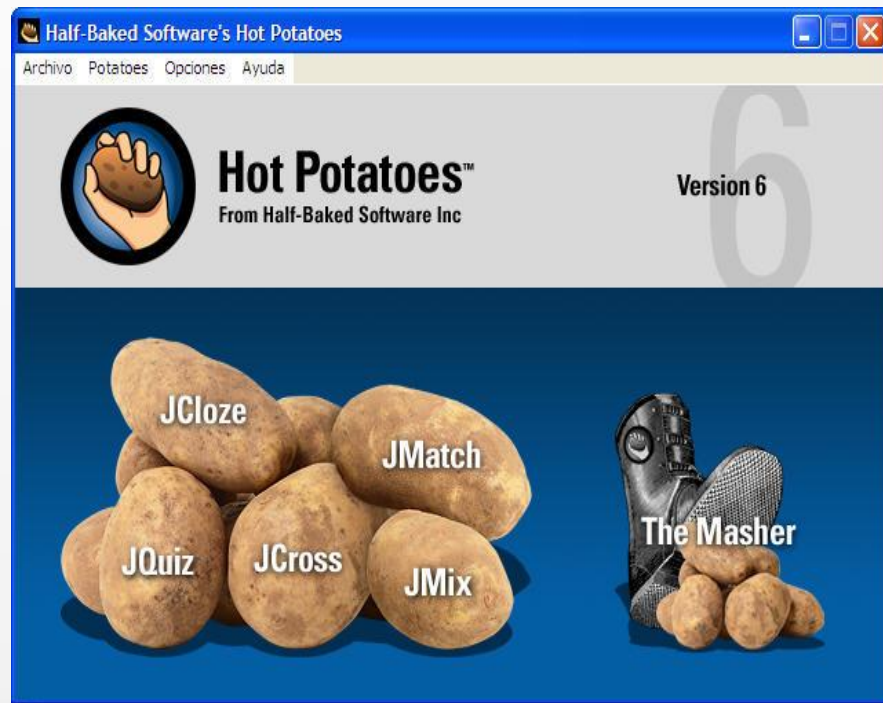 Half-Baked Software's Hot Potatoes
Archivo Potatoes Opciones Ayuda
Hot Potatoes™
From Half-Baked Software Inc
Version 6
6
JCloze
JMatch
JQuiz
JCross
JMix
The Masher